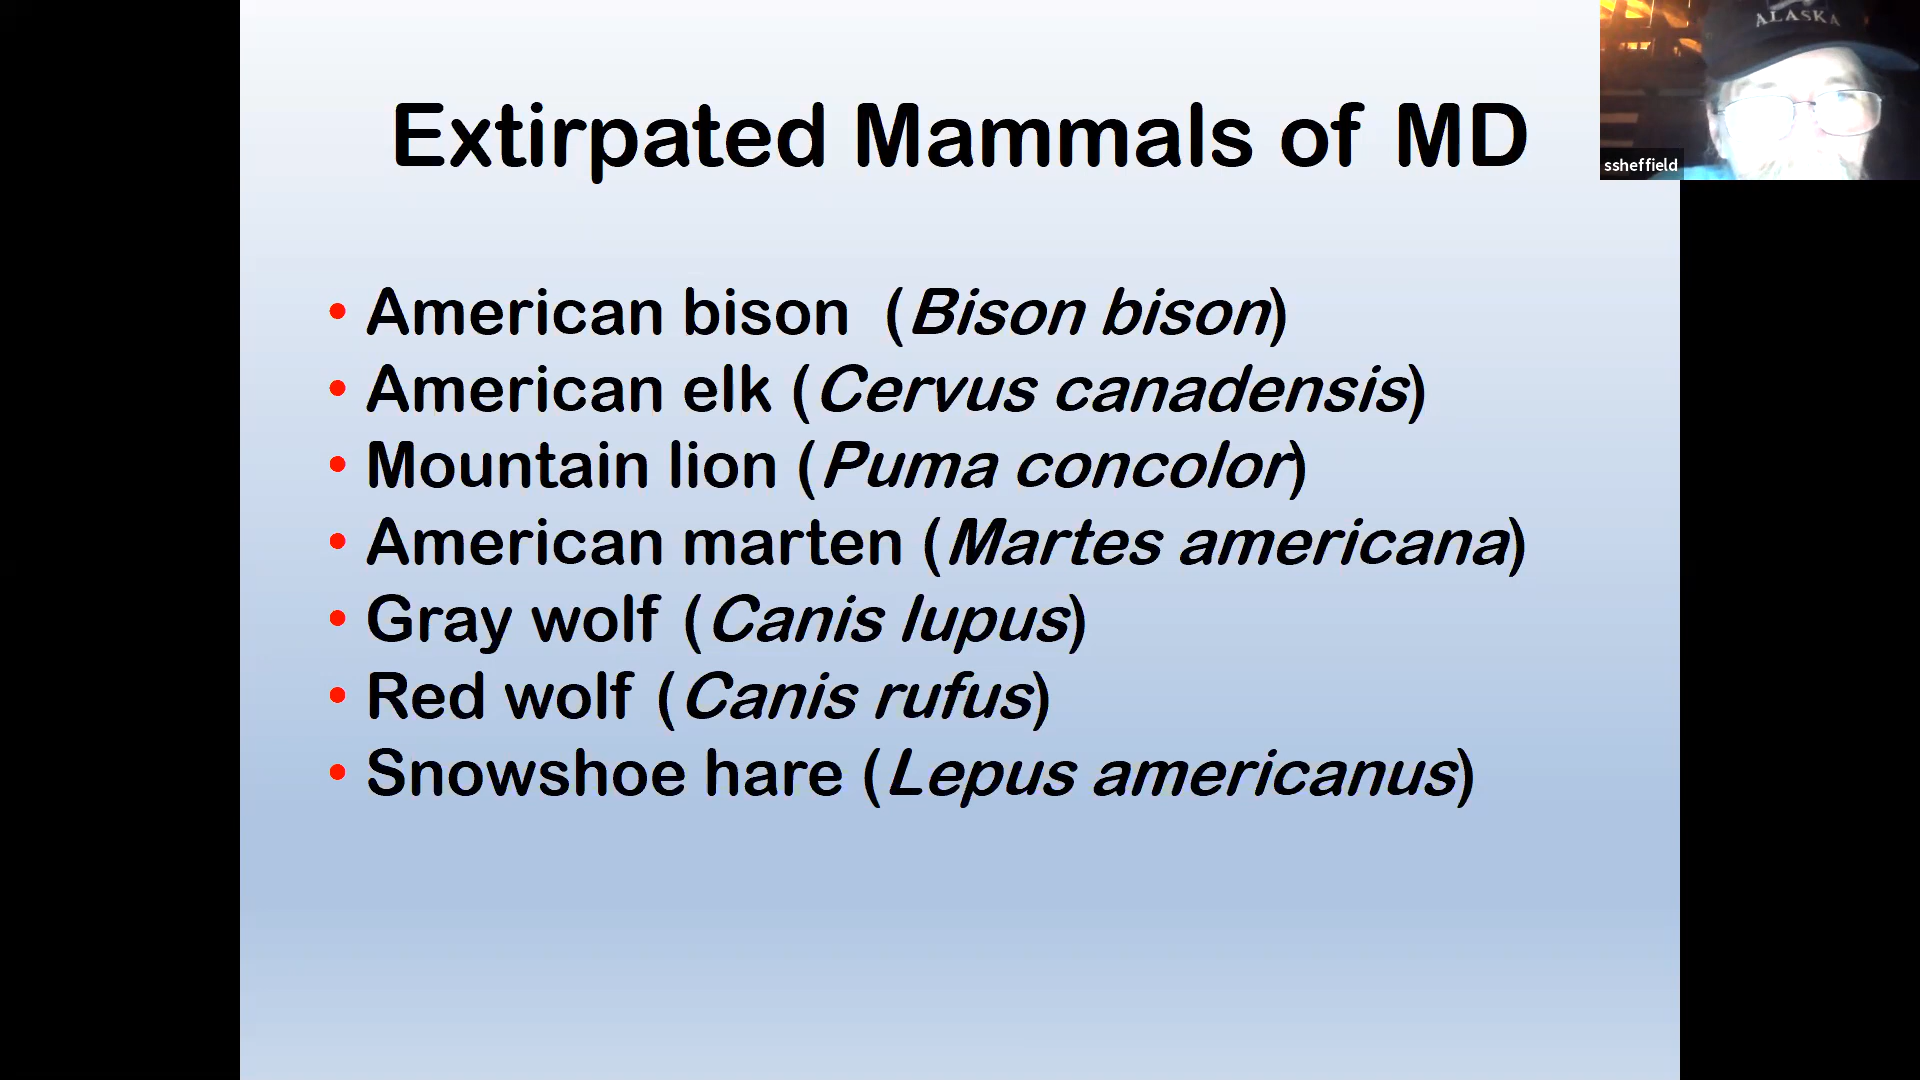 Extirpated Mammals of MD
ALASKA
ssheffield
• American bison (Bison bison)
• American elk (Cervus canadensis)
• Mountain lion (Puma concolor)
• American marten (Martes americana)
• Gray wolf (Canis lupus)
• Red wolf (Canis rufus)
• Snowshoe hare (Lepus americanus)